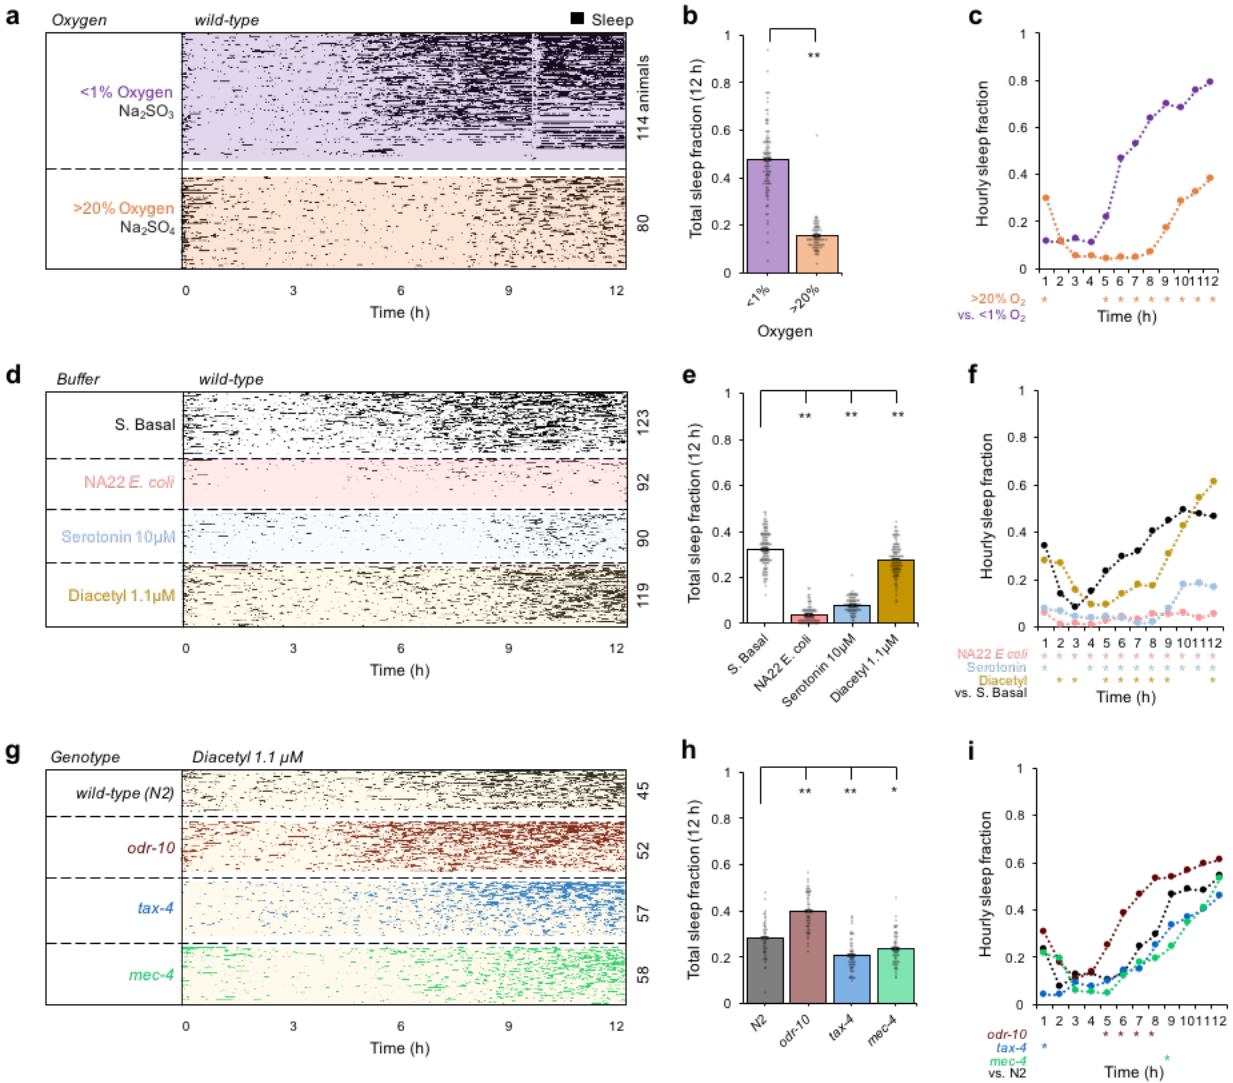 a
Oxygen
wild-type
Sleep
<1% Oxygen
Na₂SO₃
>20% Oxygen
Na₂SO₄
114 animals
80
0 3 6 9 12
Time (h)
b
Total sleep fraction (12 h)
1
0.8
0.6
0.4
0.2
0
**
<1%
>20%
Oxygen
c
Hourly sleep fraction
1
0.8
0.6
0.4
0.2
0
1 2 3 4 5 6 7 8 9 10 11 12
>20% O₂ * * * * * * * * *
vs. <1% O₂
Time (h)
d
Buffer
wild-type
S. Basal
NA22 E. coli
Serotonin 10µM
Diacetyl 1.1µM
123
92
90
119
e
Total sleep fraction (12 h)
1
0.8
0.6
0.4
0.2
0
** ** **
S. Basal
NA22 E. coli
Serotonin 10µM
Diacetyl 1.1µM
f
Hourly sleep fraction
1
0.8
0.6
0.4
0.2
0
1 2 3 4 5 6 7 8 9 10 11 12
NA22 E coli * * * * * * * * * * * *
Serotonin * * * * * * * * * *
Diacetyl * * * * * * * *
vs. S. Basal
Time (h)
g
Genotype
Diacetyl 1.1 µM
wild-type (N2)
odr-10
tax-4
mec-4
45
52
57
58
0 3 6 9 12
Time (h)
h
Total sleep fraction (12 h)
1
0.8
0.6
0.4
0.2
0
** ** *
N2
odr-10
tax-4
mec-4
i
Hourly sleep fraction
1
0.8
0.6
0.4
0.2
0
1 2 3 4 5 6 7 8 9 10 11 12
odr-10 * * * *
tax-4 *
mec-4 *
vs. N2
Time (h)